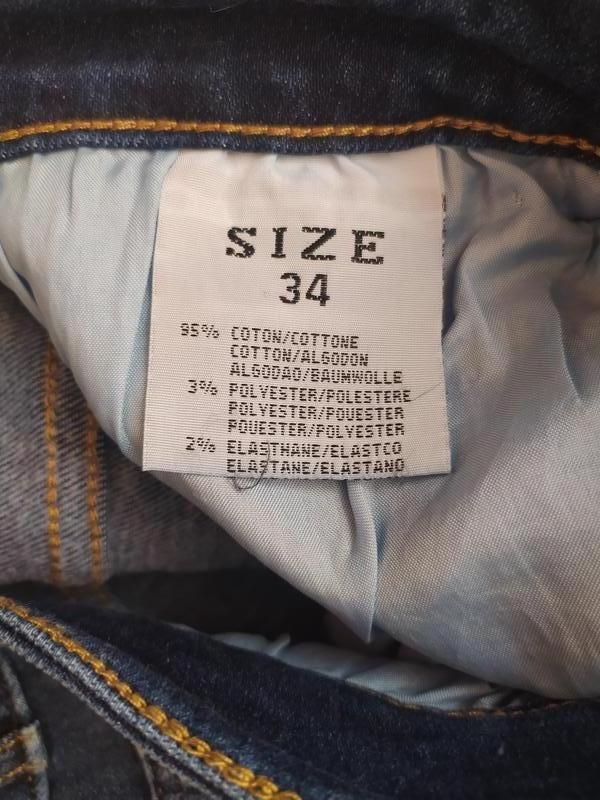 SIZE
34
95% COTON/COTTONE
COTTON/ALGODON
ALGODAO/BAUMWOLLE
3% POLYESTER/POLESTERE
POLYESTER/POUESTER
POUESTER/POLYESTER
2% ELASTHANE/ELASTCO
ELASTANE/ELASTANO